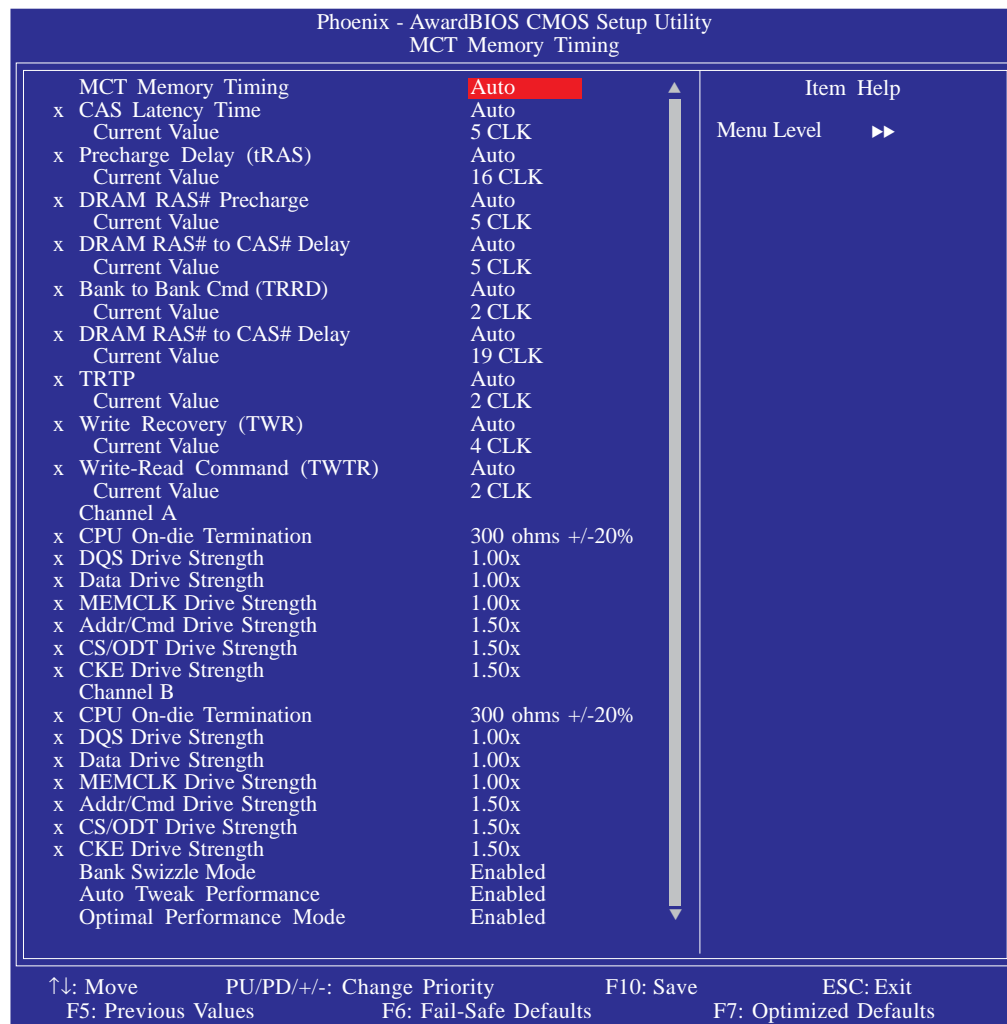 Phoenix - AwardBIOS CMOS Setup Utility
MCT Memory Timing
MCT Memory Timing Auto
x CAS Latency Time Auto
Current Value 5 CLK
x Precharge Delay (tRAS) Auto
Current Value 16 CLK
x DRAM RAS# Precharge Auto
Current Value 5 CLK
x DRAM RAS# to CAS# Delay Auto
Current Value 5 CLK
x Bank to Bank Cmd (TRRD) Auto
Current Value 2 CLK
x DRAM RAS# to CAS# Delay Auto
Current Value 19 CLK
x TRTP Auto
Current Value 2 CLK
x Write Recovery (TWR) Auto
Current Value 4 CLK
x Write-Read Command (TWTR) Auto
Current Value 2 CLK
Channel A
x CPU On-die Termination 300 ohms +/-20%
x DQS Drive Strength 1.00x
x Data Drive Strength 1.00x
x MEMCLK Drive Strength 1.00x
x Addr/Cmd Drive Strength 1.50x
x CS/ODT Drive Strength 1.50x
x CKE Drive Strength 1.50x
Channel B
x CPU On-die Termination 300 ohms +/-20%
x DQS Drive Strength 1.00x
x Data Drive Strength 1.00x
x MEMCLK Drive Strength 1.00x
x Addr/Cmd Drive Strength 1.50x
x CS/ODT Drive Strength 1.50x
x CKE Drive Strength 1.50x
Bank Swizzle Mode Enabled
Auto Tweak Performance Enabled
Optimal Performance Mode Enabled
Item Help
Menu Level ▶▶
↑↓: Move PU/PD/+/-: Change Priority F10: Save ESC: Exit
F5: Previous Values F6: Fail-Safe Defaults F7: Optimized Defaults